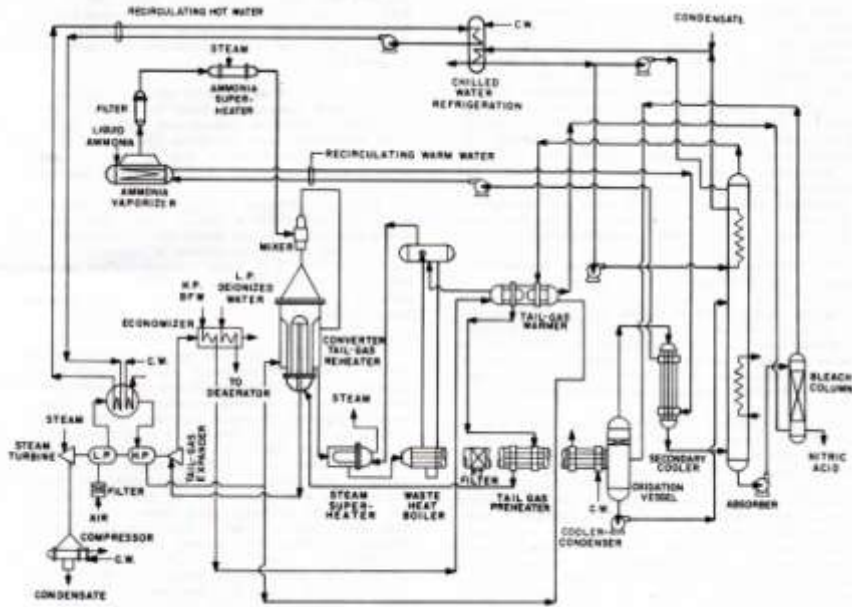 RECIRCULATING HOT WATER
C.W.
CONDENSATE
STEAM
AMMONIA
SUPER-
HEATER
CHILLED
WATER
REFRIGERATION
FILTER
LIQUID
AMMONIA
RECIRCULATING WARM WATER
AMMONIA
VAPORIZER
MIXER
H.P.
BFW
L.P.
DEIONIZED
WATER
ECONOMIZER
TAIL-GAS
WARMER
CONVERTER
TAIL-GAS
REHEATER
TO
DEAERATOR
C.W.
STEAM
BLEACH
COLUMN
STEAM
TURBINE
L.P.
H.P.
TAIL-GAS
EXPANDER
NITRIC
ACID
SECONDARY
COOLER
FILTER
AIR
STEAM
SUPER-
HEATER
WASTE
HEAT
BOILER
FILTER
TAIL GAS
PREHEATER
OXIDATION
VESSEL
ABSORBER
C.W.
COOLER
CONDENSER
COMPRESSOR
C.W.
CONDENSATE